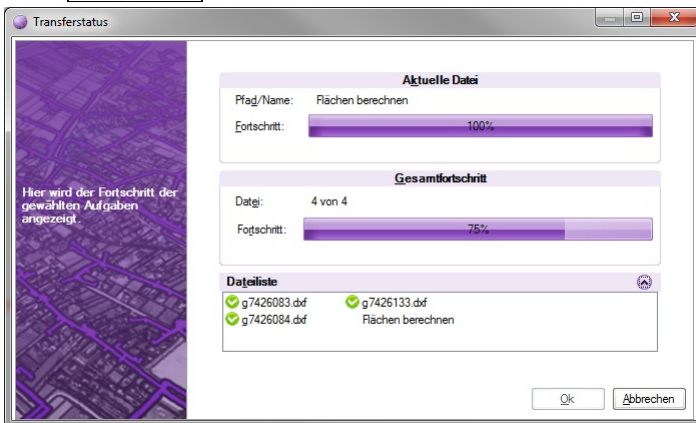 Transferstatus
Aktuelle Datei
Pfad/Name: Flächen berechnen
Fortschritt: 100%
Hier wird der Fortschritt der
gewählten Aufgaben
angezeigt.
Gesamtfortschritt
Datei: 4 von 4
Fortschritt: 75%
Dateiliste
g7426083.dxf g7426133.dxf
g7426084.dxf Flächen berechnen
Ok Abbrechen